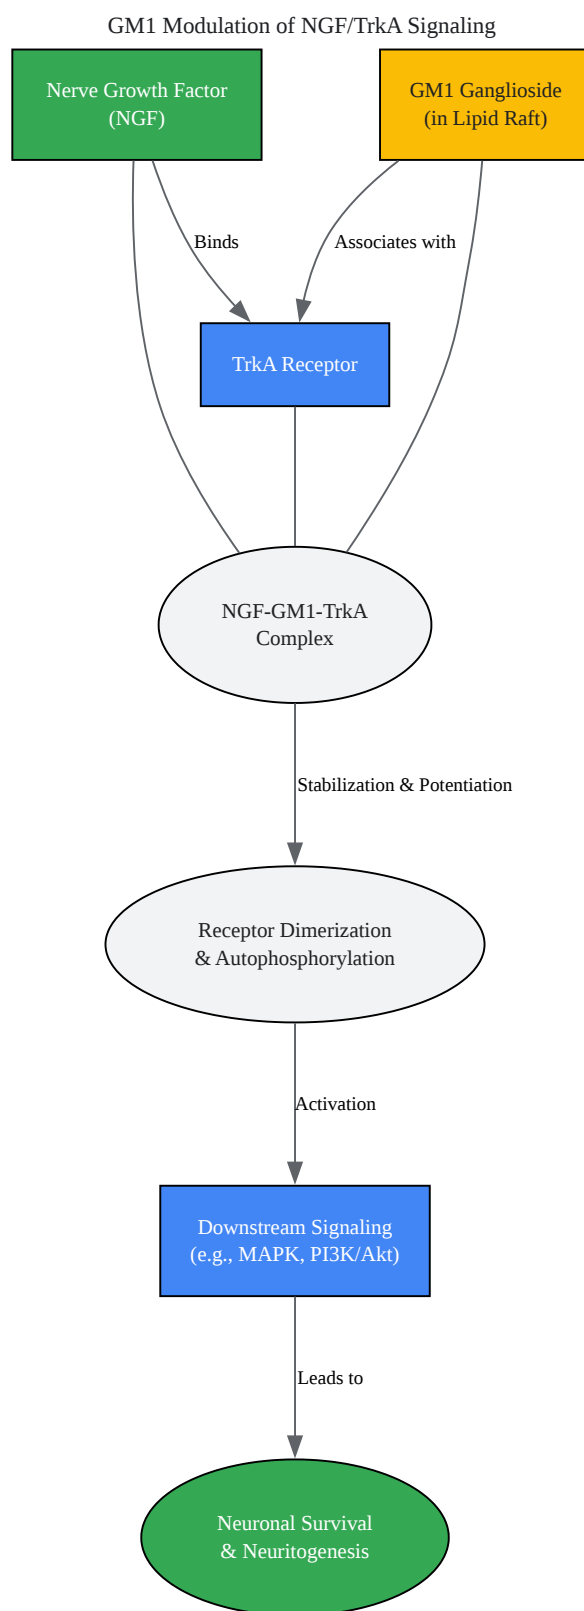 GM1 Modulation of NGF/TrkA Signaling
Nerve Growth Factor
(NGF)
GM1 Ganglioside
(in Lipid Raft)
Binds
Associates with
TrkA Receptor
NGF-GM1-TrkA
Complex
Stabilization & Potentiation
Receptor Dimerization
& Autophosphorylation
Activation
Downstream Signaling
(e.g., MAPK, PI3K/Akt)
Leads to
Neuronal Survival
& Neuritogenesis